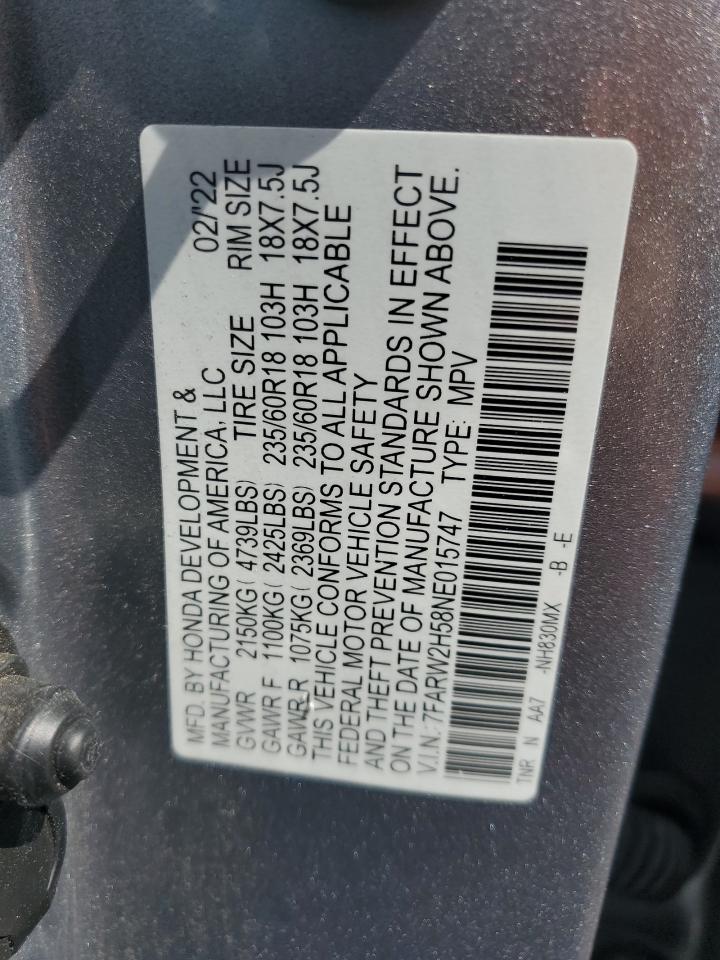 MFD. BY HONDA DEVELOPMENT &
MANUFACTURING OF AMERICA, LLC 02/'22
GVWR 2150KG( 4739LBS) TIRE SIZE RIM SIZE
GAWR F 1100KG( 2425LBS) 235/60R18 103H 18X7.5J
GAWR R 1075KG( 2369LBS) 235/60R18 103H 18X7.5J
THIS VEHICLE CONFORMS TO ALL APPLICABLE
FEDERAL MOTOR VEHICLE SAFETY
AND THEFT PREVENTION STANDARDS IN EFFECT
ON THE DATE OF MANUFACTURE SHOWN ABOVE.
V.I.N.: 7FARW2H58NE015747 TYPE: MPV
TNR N AA7 -NH830MX -B -E